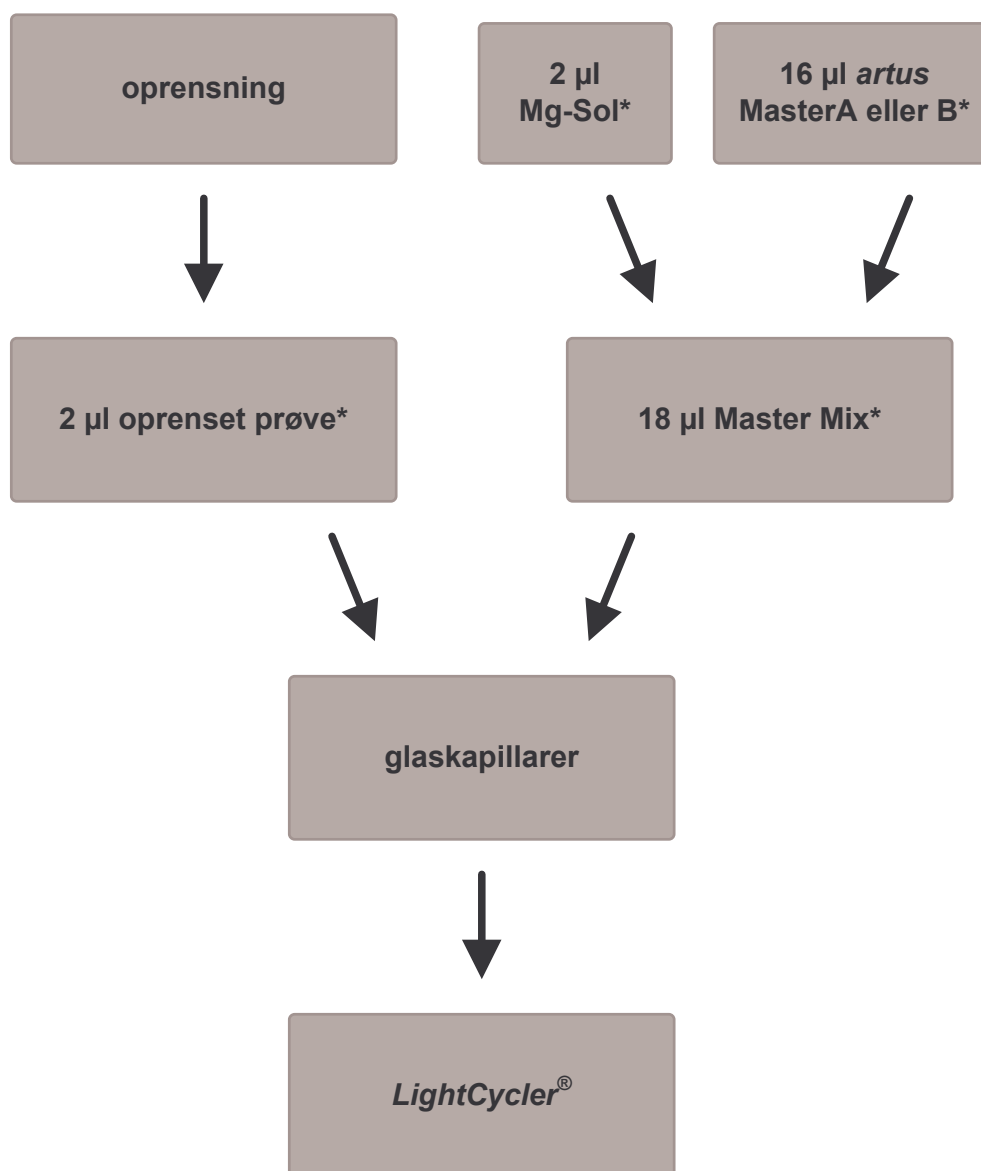 oprensning
2 µl
Mg-Sol*
16 µl artus
MasterA eller B*
2 µl oprenset prøve*
18 µl Master Mix*
glaskapillarer
LightCycler®